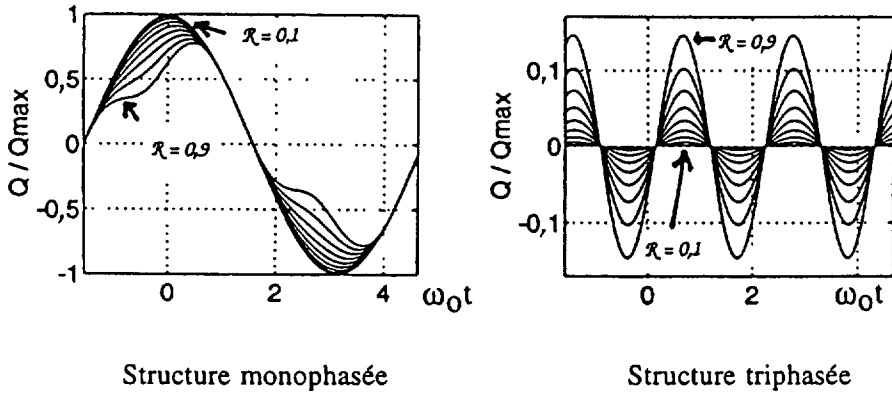 Q / Qmax
1
0,5
0
-0,5
-1
0
2
4
ω₀t
R = 0,1
R = 0,9
Structure monophasée
Q / Qmax
0,1
0
-0,1
0
2
ω₀t
R = 0,9
R = 0,1
Structure triphasée